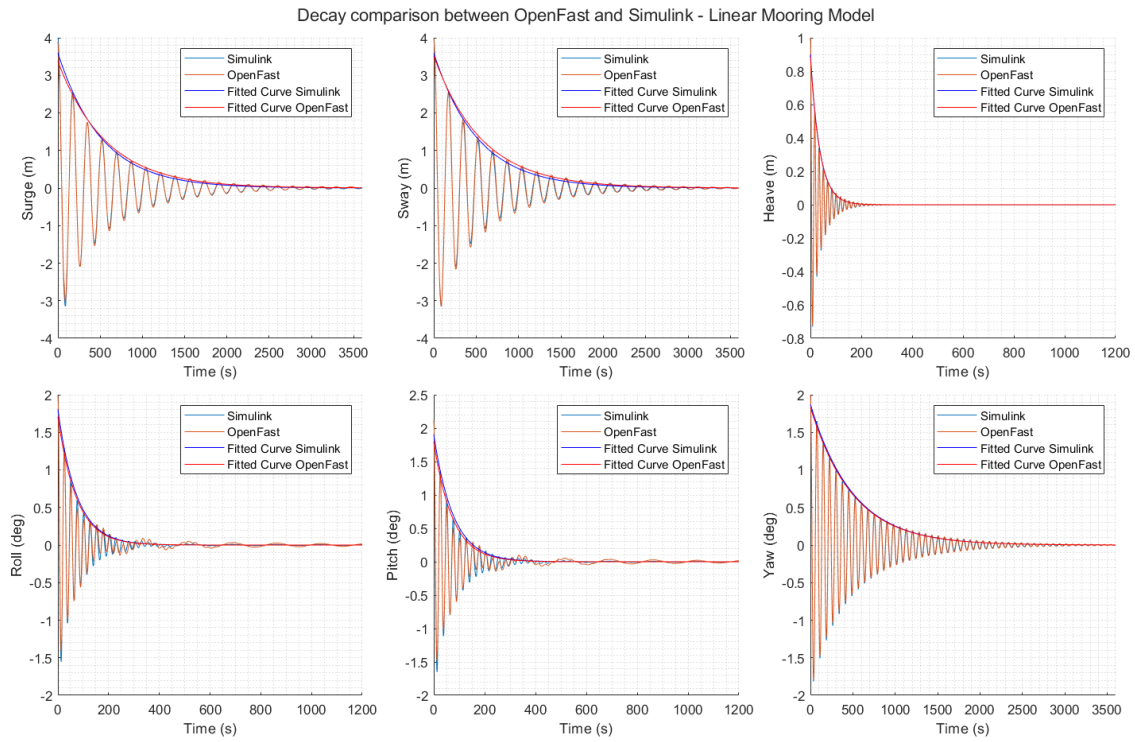 Decay comparison between OpenFast and Simulink - Linear Mooring Model
4
3
2
1
0
-1
-2
-3
-4
Surge (m)
0 500 1000 1500 2000 2500 3000 3500
Time (s)
Simulink
OpenFast
Fitted Curve Simulink
Fitted Curve OpenFast
4
3
2
1
0
-1
-2
-3
-4
Sway (m)
0 500 1000 1500 2000 2500 3000 3500
Time (s)
Simulink
OpenFast
Fitted Curve Simulink
Fitted Curve OpenFast
1
0.8
0.6
0.4
0.2
0
-0.2
-0.4
-0.6
-0.8
Heave (m)
0 200 400 600 800 1000 1200
Time (s)
Simulink
OpenFast
Fitted Curve Simulink
Fitted Curve OpenFast
2
1.5
1
0.5
0
-0.5
-1
-1.5
-2
Roll (deg)
0 200 400 600 800 1000 1200
Time (s)
Simulink
OpenFast
Fitted Curve Simulink
Fitted Curve OpenFast
2.5
2
1.5
1
0.5
0
-0.5
-1
-1.5
-2
Pitch (deg)
0 200 400 600 800 1000 1200
Time (s)
Simulink
OpenFast
Fitted Curve Simulink
Fitted Curve OpenFast
2
1.5
1
0.5
0
-0.5
-1
-1.5
-2
Yaw (deg)
0 500 1000 1500 2000 2500 3000 3500
Time (s)
Simulink
OpenFast
Fitted Curve Simulink
Fitted Curve OpenFast